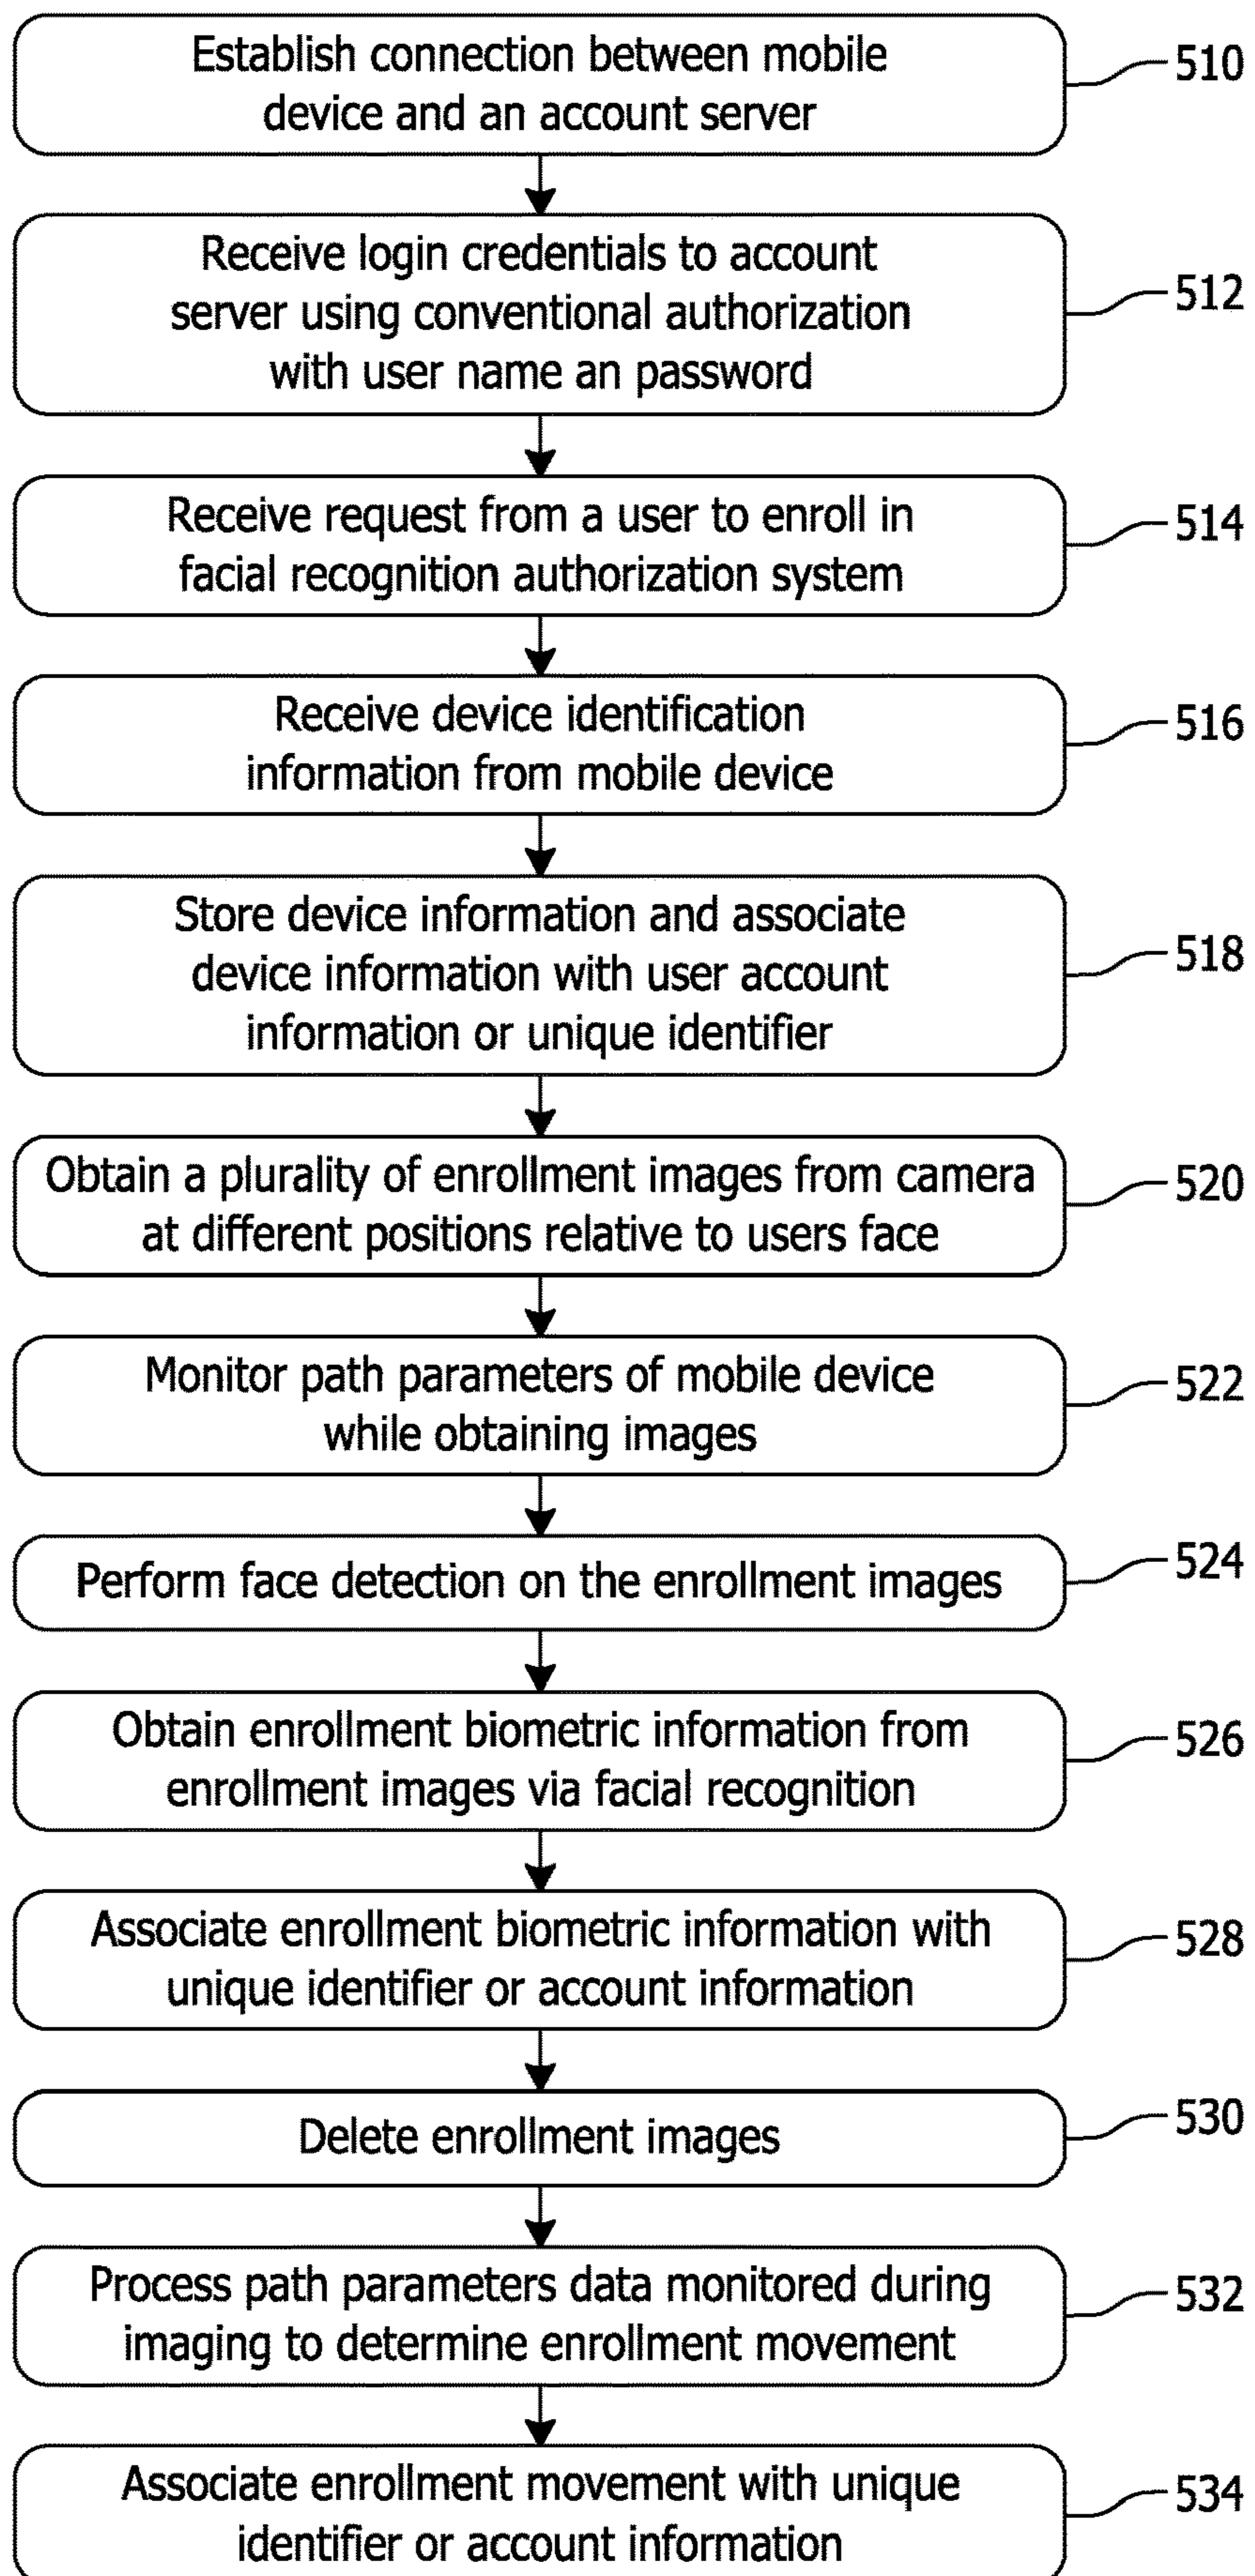 Establish connection between mobile
device and an account server
510
Receive login credentials to account
server using conventional authorization
with user name an password
512
Receive request from a user to enroll in
facial recognition authorization system
514
Receive device identification
information from mobile device
516
Store device information and associate
device information with user account
information or unique identifier
518
Obtain a plurality of enrollment images from camera
at different positions relative to users face
520
Monitor path parameters of mobile device
while obtaining images
522
Perform face detection on the enrollment images
524
Obtain enrollment biometric information from
enrollment images via facial recognition
526
Associate enrollment biometric information with
unique identifier or account information
528
Delete enrollment images
530
Process path parameters data monitored during
imaging to determine enrollment movement
532
Associate enrollment movement with unique
identifier or account information
534